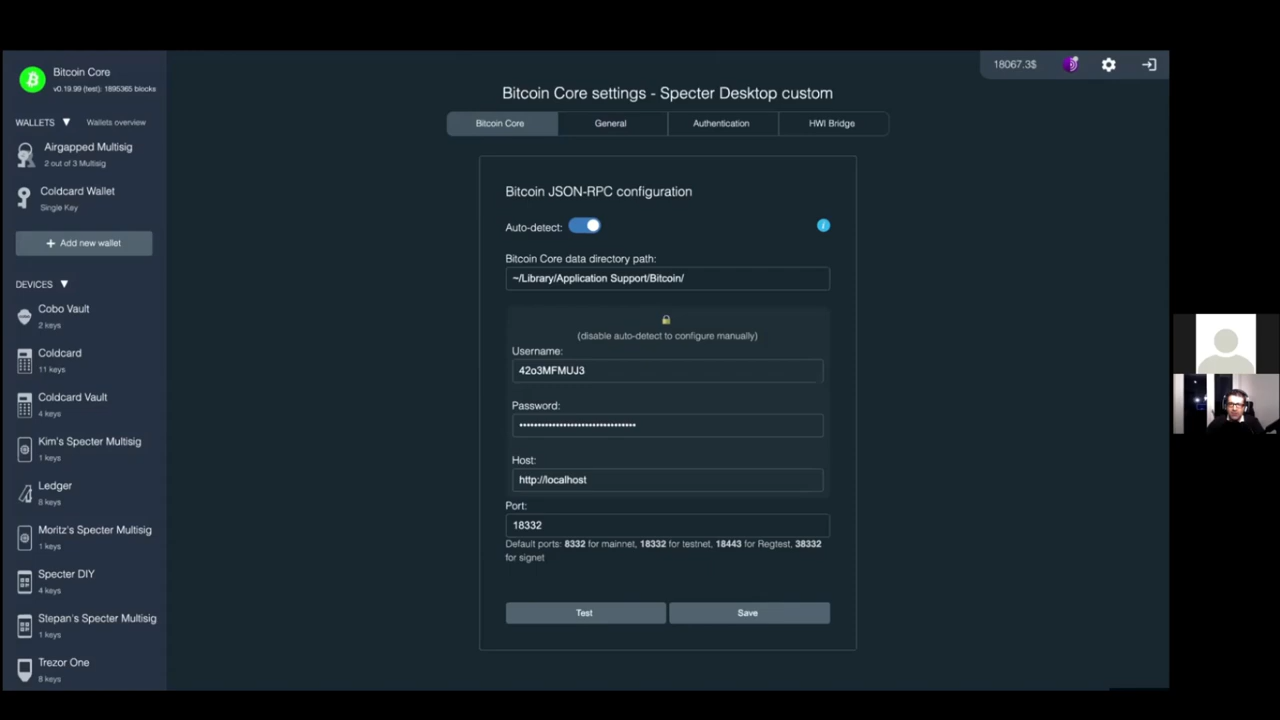 Bitcoin Core
v0.19.99 (test): 1895365 blocks
WALLETS ▼ Wallets overview
Airgapped Multisig
2 out of 3 Multisig
Coldcard Wallet
Single Key
+ Add new wallet
DEVICES ▼
Cobo Vault
2 keys
Coldcard
11 keys
Coldcard Vault
4 keys
Kim's Specter Multisig
1 keys
Ledger
8 keys
Moritz's Specter Multisig
1 keys
Specter DIY
4 keys
Stepan's Specter Multisig
1 keys
Trezor One
8 keys
18067.3$
Bitcoin Core settings - Specter Desktop custom
Bitcoin Core General Authentication HWI Bridge
Bitcoin JSON-RPC configuration
Auto-detect:
Bitcoin Core data directory path:
~/Library/Application Support/Bitcoin/
(disable auto-detect to configure manually)
Username:
42o3MFMUJ3
Password:
Host:
http://localhost
Port:
18332
Default ports: 8332 for mainnet, 18332 for testnet, 18443 for Regtest, 38332
for signet
Test Save